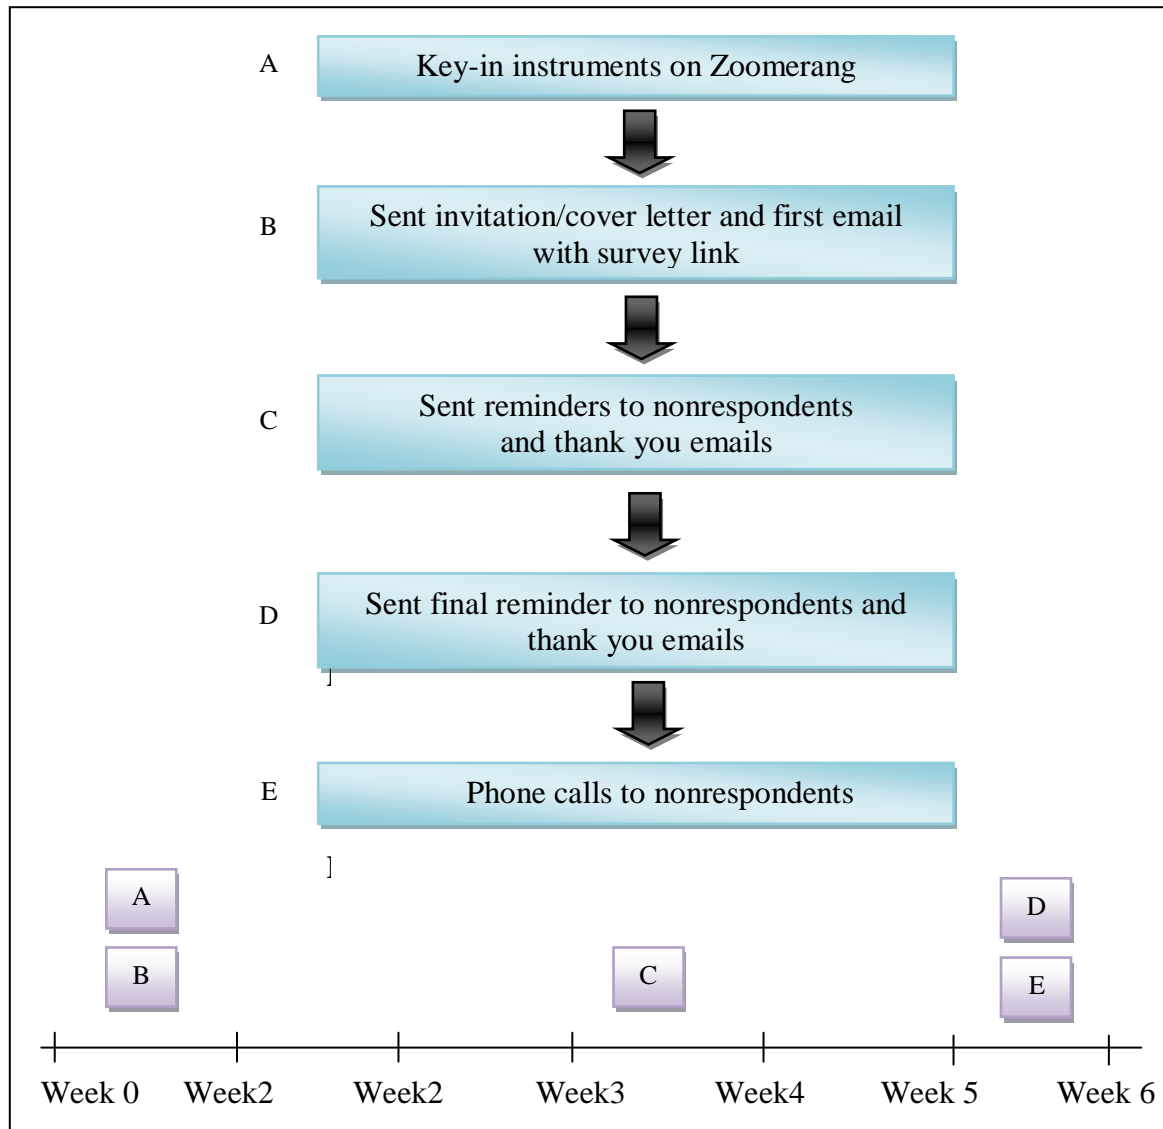 A
Key-in instruments on Zoomerang
B
Sent invitation/cover letter and first email
with survey link
C
Sent reminders to nonrespondents
and thank you emails
D
Sent final reminder to nonrespondents and
thank you emails
E
Phone calls to nonrespondents
A
D
B
C
E
Week 0 Week2 Week2 Week3 Week4 Week 5 Week 6